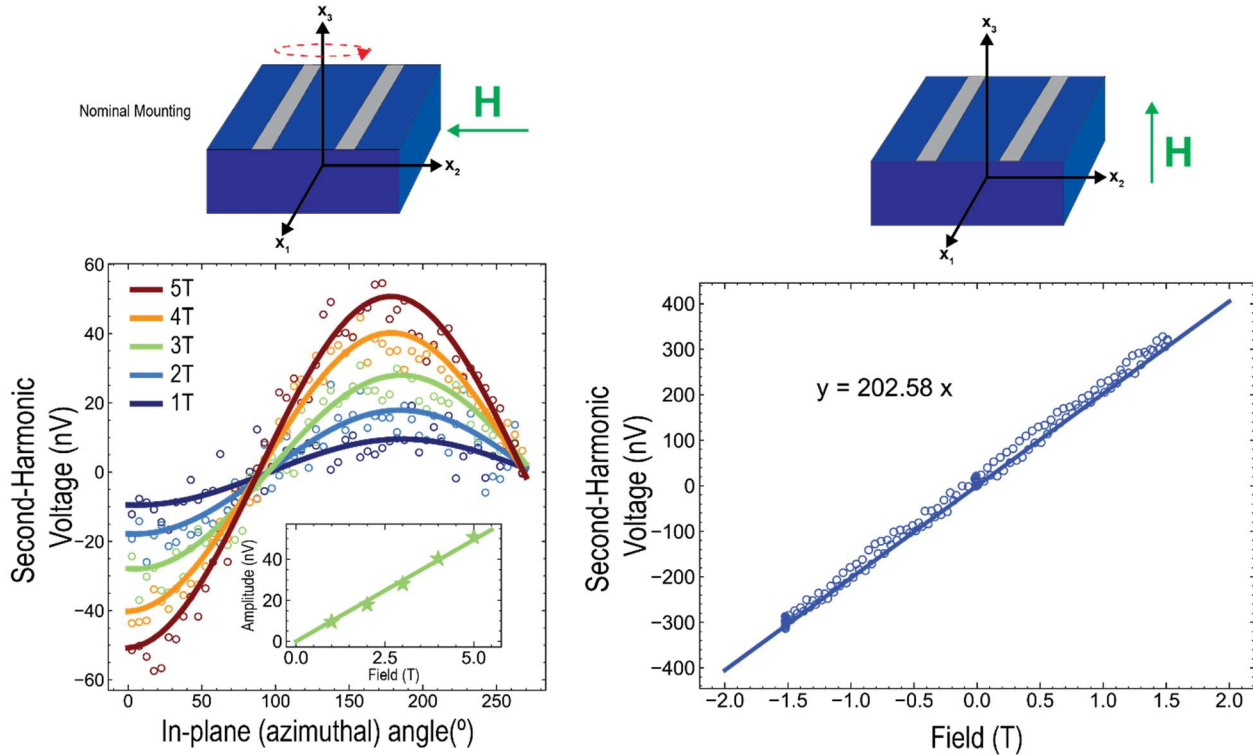 x₃
Nominal Mounting
H
x₂
x₁
60
40
20
0
−20
−40
−60
Second-Harmonic
Voltage (nV)
5T
4T
3T
2T
1T
40
20
0
Amplitude (nV)
0.0
2.5
5.0
Field (T)
0
50
100
150
200
250
In-plane (azimuthal) angle(º)
x₃
H
x₂
x₁
400
300
200
100
0
−100
−200
−300
−400
Second-Harmonic
Voltage (nV)
y = 202.58 x
−2.0
−1.5
−1.0
−0.5
0.0
0.5
1.0
1.5
2.0
Field (T)